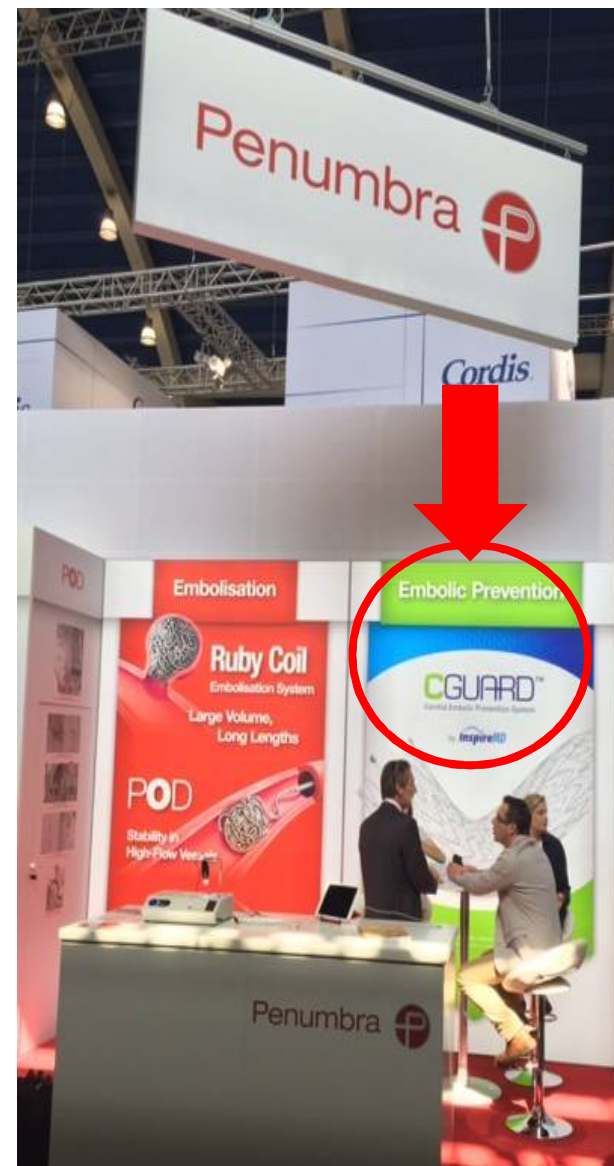 Penumbra
Cordis
POD
Embolisation
Ruby Coil
Embolisation System
Large Volume,
Long Lengths
POD
Stability in
High-Flow Vessels
Embolic Prevention
CGUARD™
Carotid Embolic Prevention System
by InspireMD
Penumbra